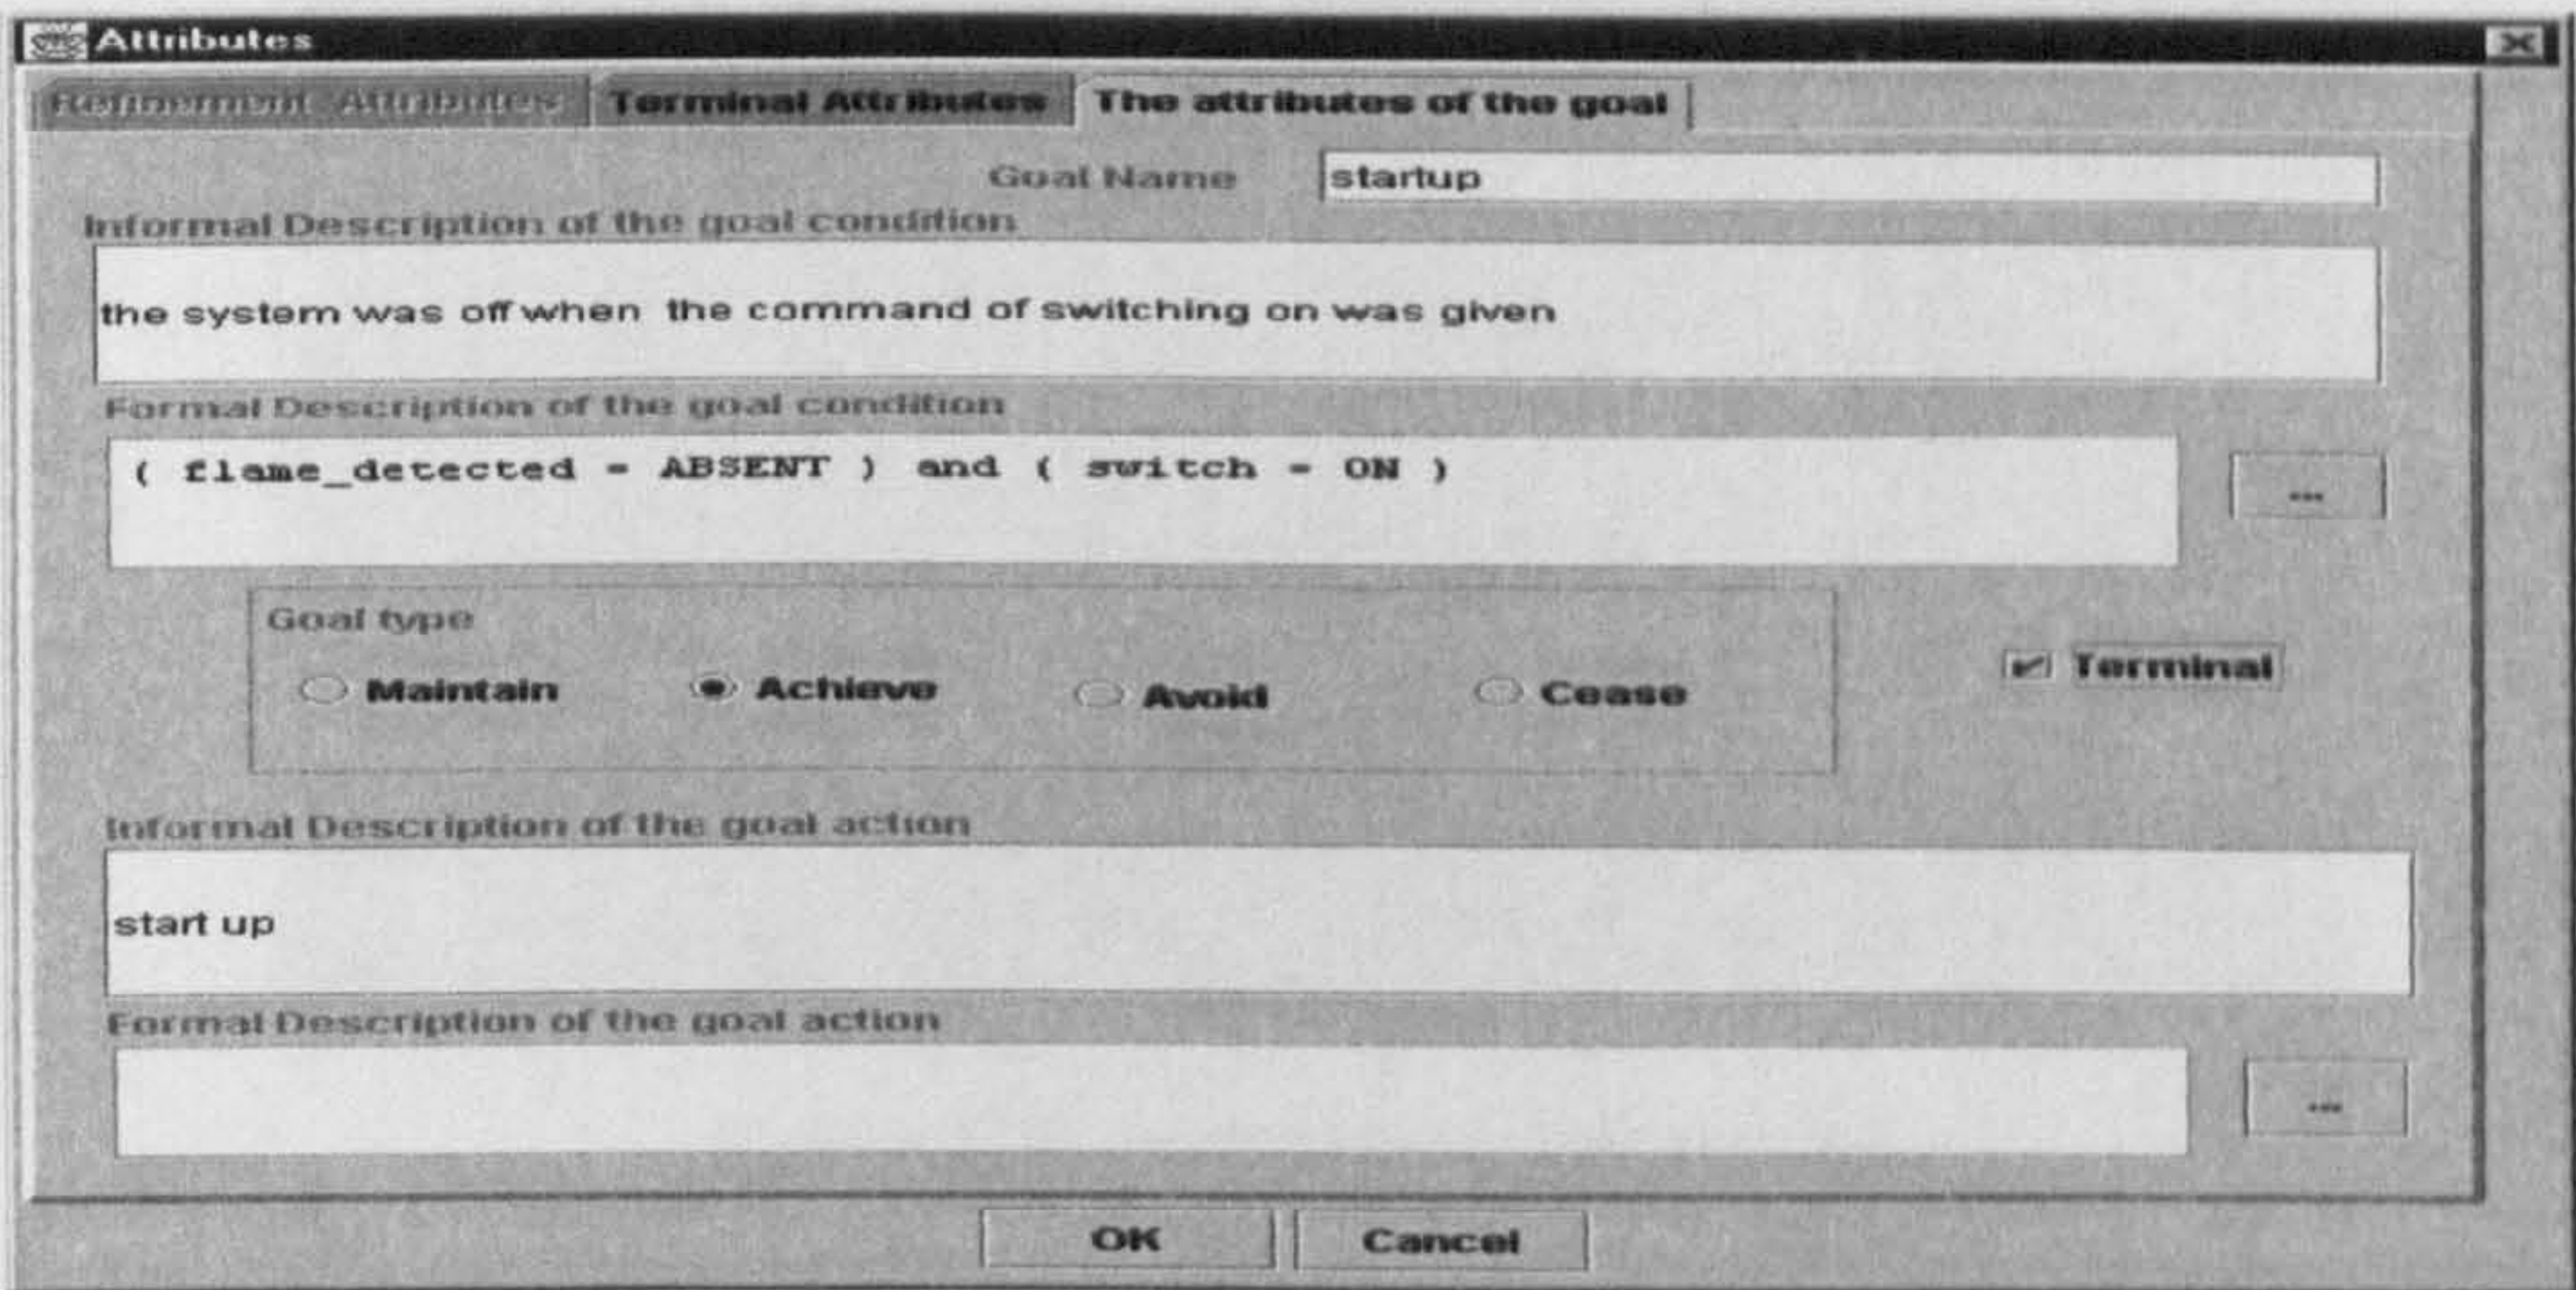 Attributes
Refinement Attributes Terminal Attributes The attributes of the goal
Goal Name startup
Informal Description of the goal condition
the system was off when the command of switching on was given
Formal Description of the goal condition
( flame_detected = ABSENT ) and ( switch = ON )
...
Goal type
Maintain Achieve Avoid Cease
Terminal
Informal Description of the goal action
start up
Formal Description of the goal action
...
OK Cancel